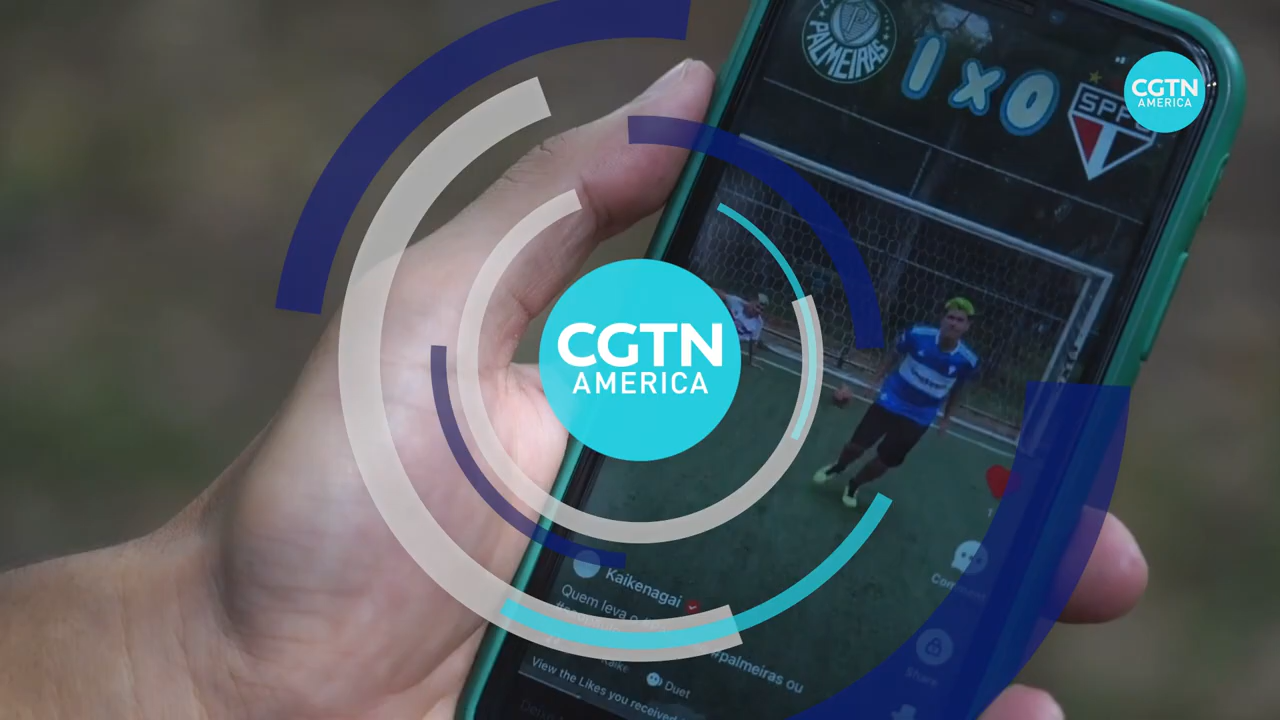 PALMEIRAS
1 x 0
SPFC
CGTN
AMERICA
CGTN
AMERICA
Kaikenagai
Quem leva o
Comment
Share
#palmeiras ou
Duet
View the Likes you received